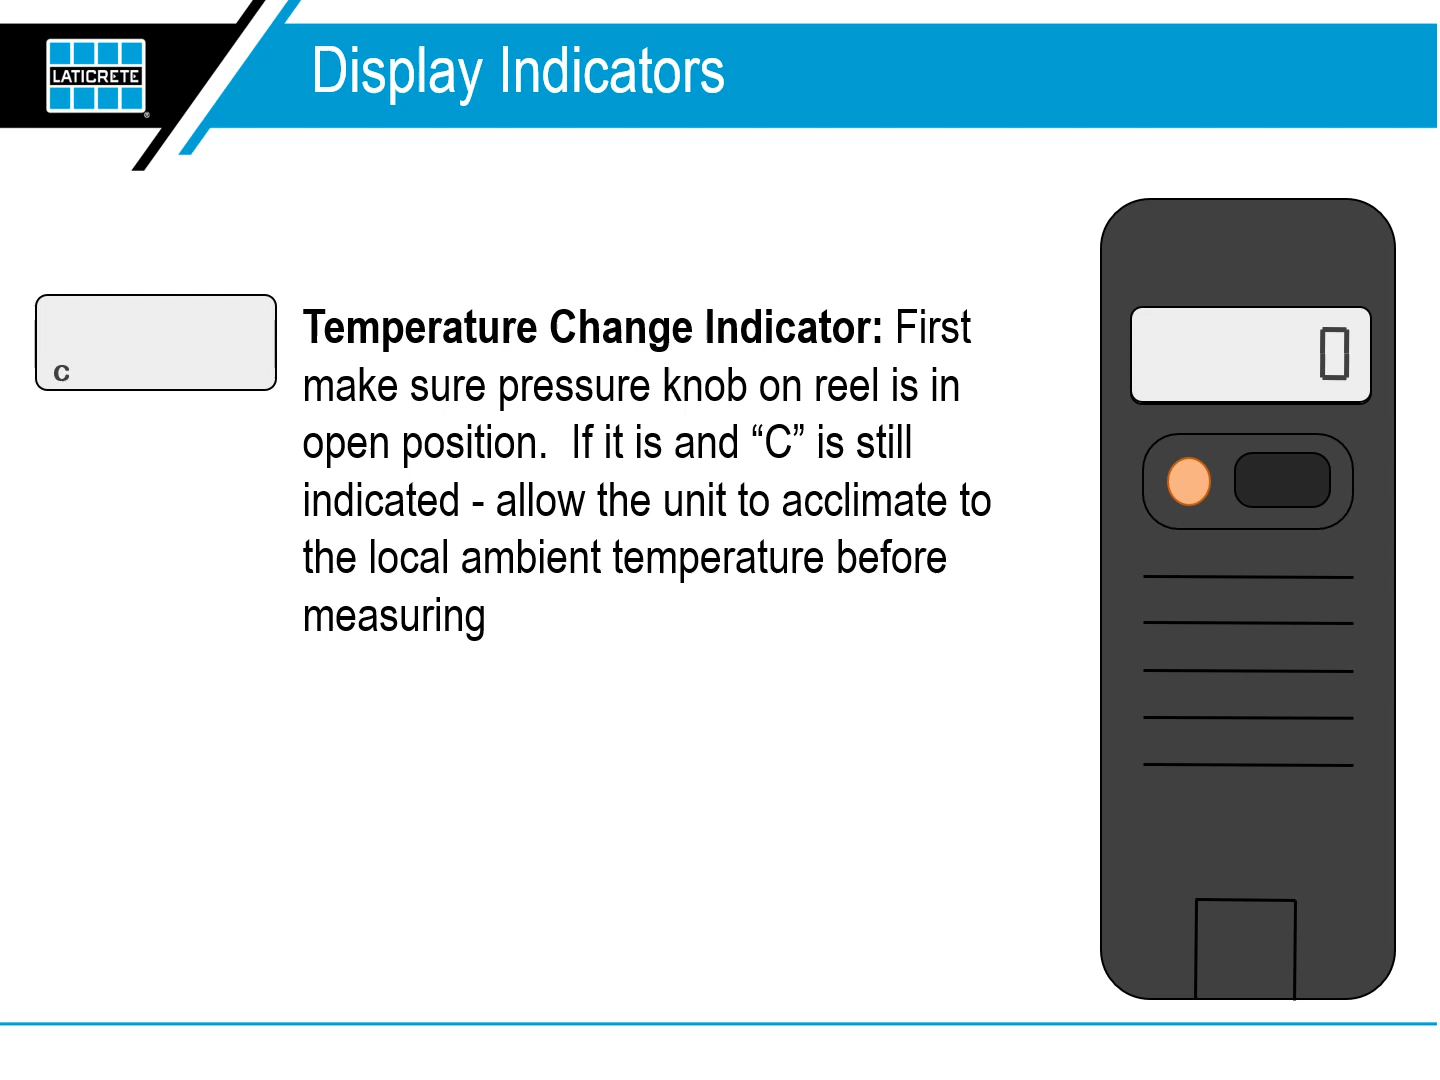 Display Indicators
LATICRETE
®
Temperature Change Indicator: First
make sure pressure knob on reel is in
open position.  If it is and “C” is still
indicated - allow the unit to acclimate to
the local ambient temperature before
measuring
C
0